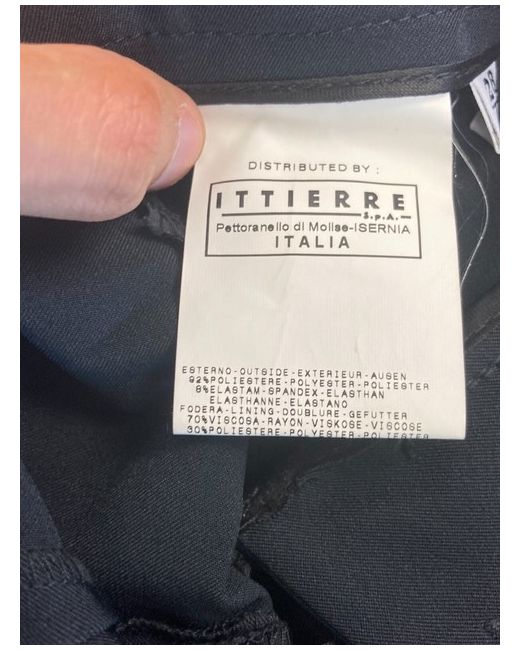 DISTRIBUTED BY :
ITTIERRE
S.p.A.
Pettoranello di Molise-ISERNIA
ITALIA
ESTERNO-OUTSIDE-EXTERIEUR-AUSEN
92%POLIESTERE-POLYESTER-POLIESTER
8%ELASTAM-SPANDEX-ELASTHAN
ELASTHANNE-ELASTANO
FODERA-LINING-DOUBLURE-GEFUTTER
70%VISCOSA-RAYON-VISKOSE-VISCOSE
30%POLIESTERE-POLYESTER-POLIESTER
28